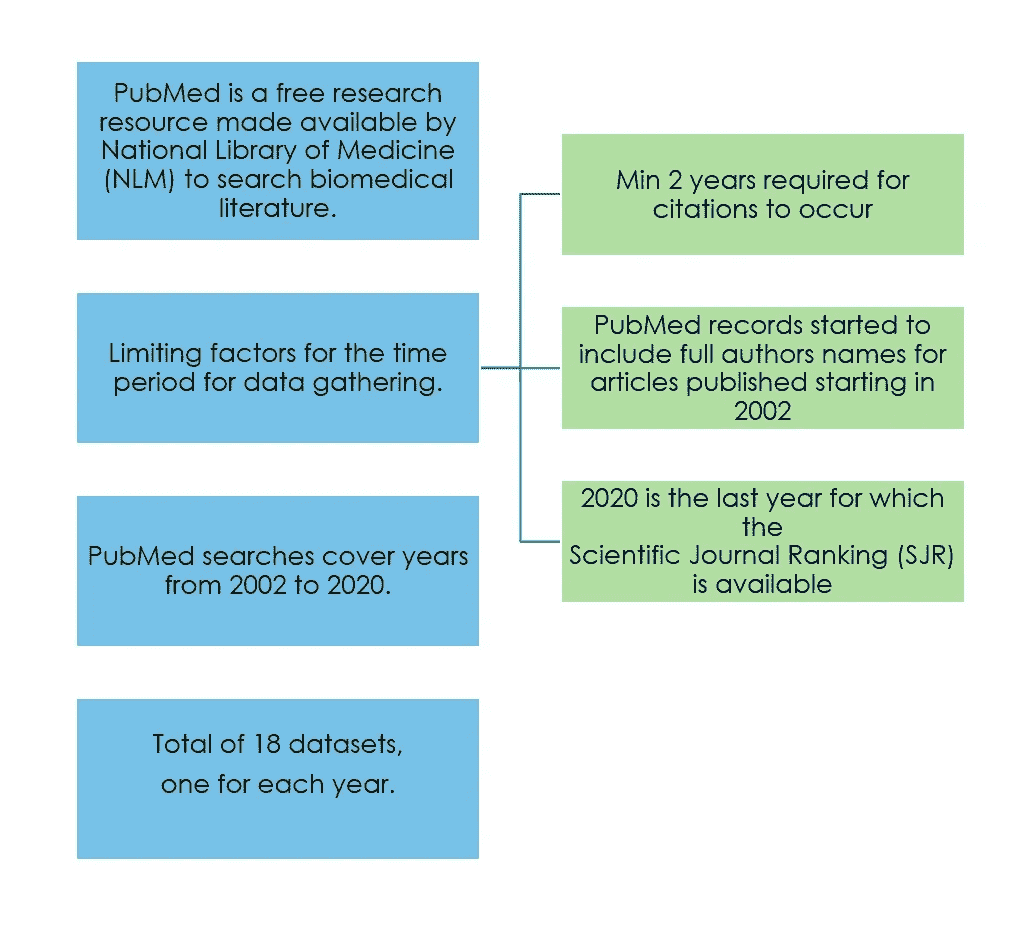 PubMed is a free research
resource made available by
National Library of Medicine
(NLM) to search biomedical
literature.
Limiting factors for the time
period for data gathering.
Min 2 years required for
citations to occur
PubMed records started to
include full authors names for
articles published starting in
2002
2020 is the last year for which
the
Scientific Journal Ranking (SJR)
is available
PubMed searches cover years
from 2002 to 2020.
Total of 18 datasets,
one for each year.